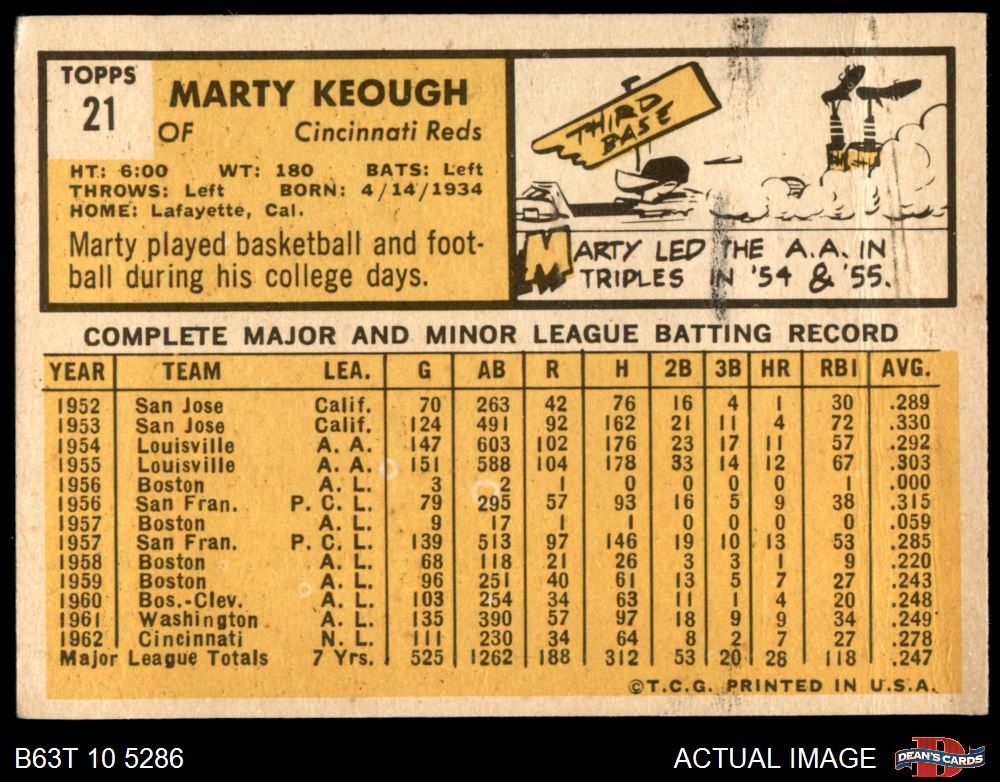 TOPPS
21
MARTY KEOUGH
OF Cincinnati Reds
HT.: 6:00 WT.: 180 BATS: Left
THROWS: Left BORN: 4/14/1934
HOME: Lafayette, Cal.
Marty played basketball and foot-
ball during his college days.
THIRD
BASE
MARTY LED THE A.A. IN
TRIPLES IN '54 & '55.
COMPLETE MAJOR AND MINOR LEAGUE BATTING RECORD
YEAR TEAM LEA. G AB R H 2B 3B HR RBI AVG.
1952 San Jose Calif. 70 263 42 76 16 4 1 30 .289
1953 San Jose Calif. 124 491 92 162 21 11 4 72 .330
1954 Louisville A. A. 147 603 102 176 23 17 11 57 .292
1955 Louisville A. A. 151 588 104 178 33 14 12 67 .303
1956 Boston A. L. 3 2 1 0 0 0 0 1 .000
1956 San Fran. P. C. L. 79 295 57 93 16 5 9 38 .315
1957 Boston A. L. 9 17 1 1 0 0 0 0 .059
1957 San Fran. P. C. L. 139 513 97 146 19 10 13 53 .285
1958 Boston A. L. 68 118 21 26 3 3 1 9 .220
1959 Boston A. L. 96 251 40 61 13 5 7 27 .243
1960 Bos.-Clev. A. L. 103 254 34 63 11 1 4 20 .248
1961 Washington A. L. 135 390 57 97 18 9 9 34 .249
1962 Cincinnati N. L. 111 230 34 64 8 2 7 27 .278
Major League Totals 7 Yrs. 525 1262 188 312 53 20 28 118 .247
©T.C.G. PRINTED IN U.S.A.
B63T 10 5286 ACTUAL IMAGE DEAN'S CARDS